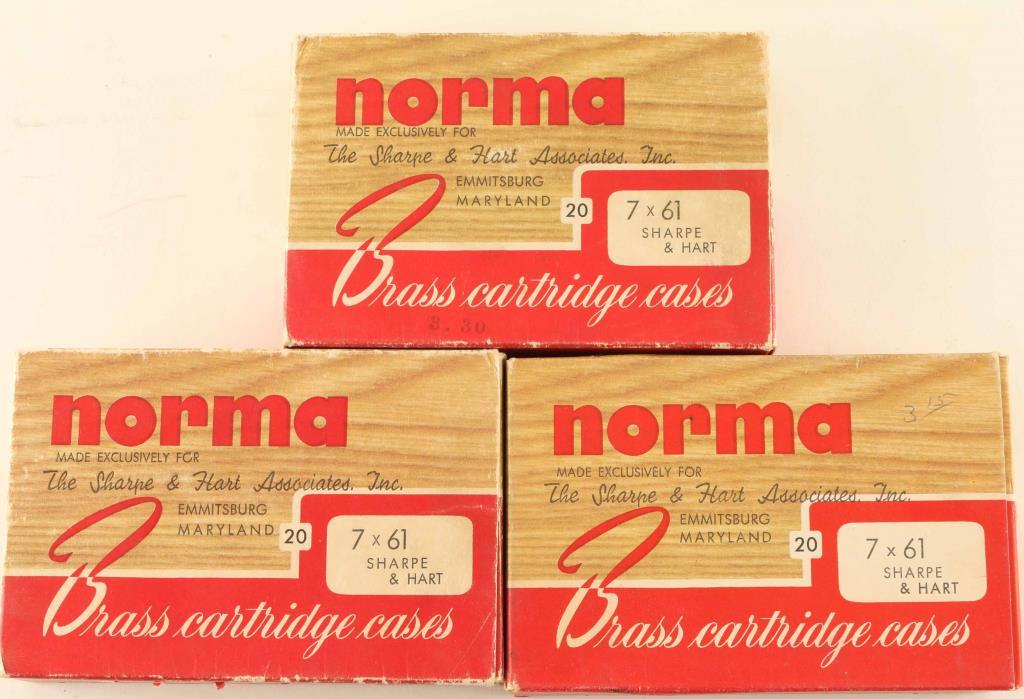 norma
MADE EXCLUSIVELY FOR
The Sharpe & Hart Associates, Inc.
EMMITSBURG
MARYLAND
20
7 x 61
SHARPE
& HART
Brass cartridge cases
3.30
norma
MADE EXCLUSIVELY FOR
The Sharpe & Hart Associates, Inc.
EMMITSBURG
MARYLAND
20
7 x 61
SHARPE
& HART
Brass cartridge cases
norma
3 15
MADE EXCLUSIVELY FOR
The Sharpe & Hart Associates, Inc.
EMMITSBURG
MARYLAND
20
7 x 61
SHARPE
& HART
Brass cartridge cases